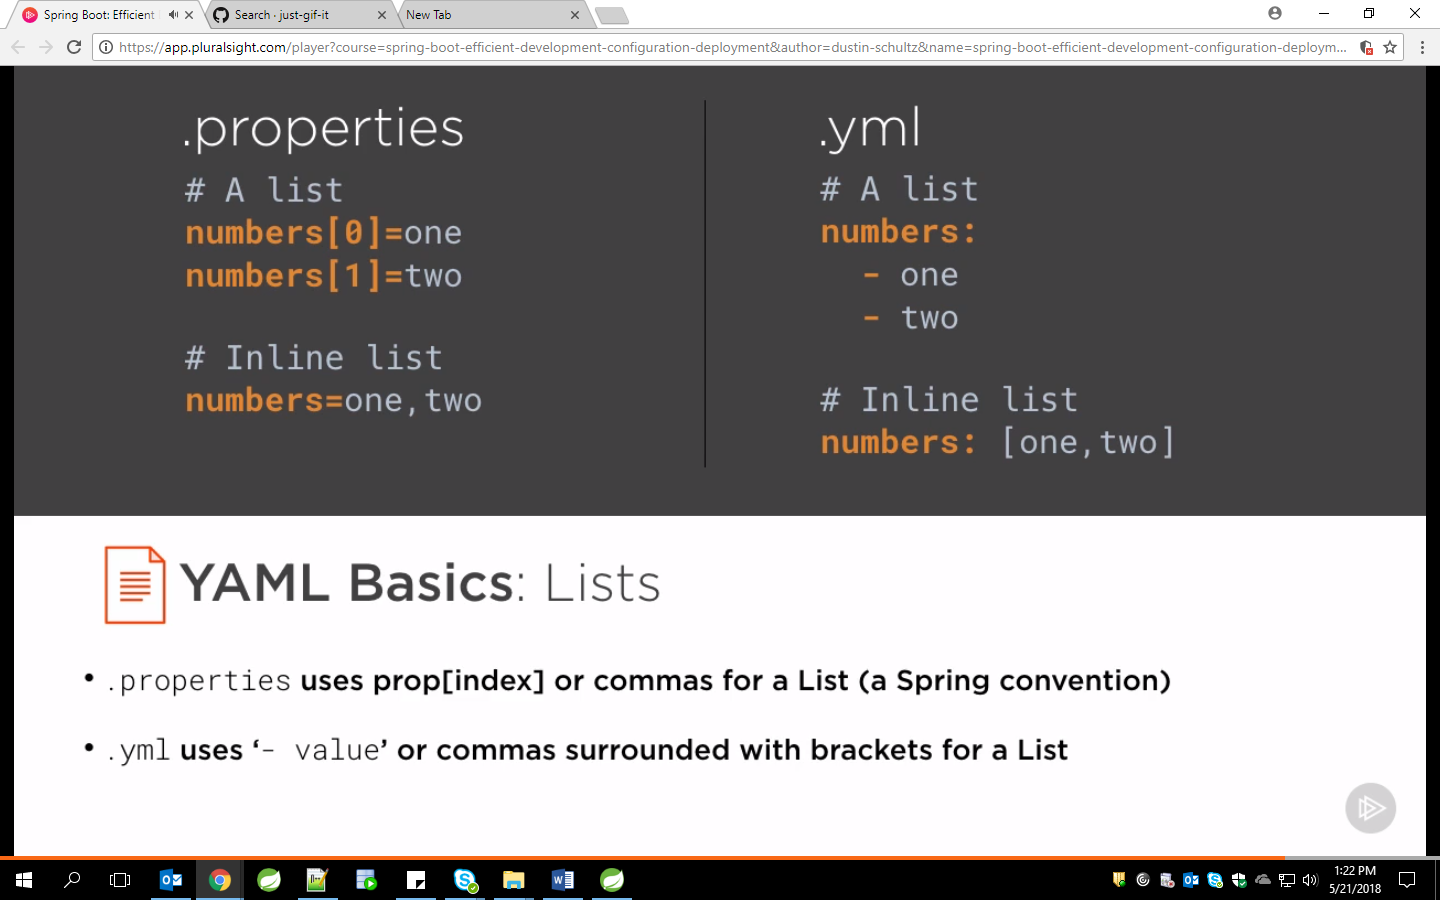 Spring Boot: Efficient
Search · just-gif-it
New Tab
https://app.pluralsight.com/player?course=spring-boot-efficient-development-configuration-deployment&author=dustin-schultz&name=spring-boot-efficient-development-configuration-deploym...
.properties
# A list
numbers[0]=one
numbers[1]=two
# Inline list
numbers=one,two
.yml
# A list
numbers:
- one
- two
# Inline list
numbers: [one,two]
YAML Basics: Lists
• .properties uses prop[index] or commas for a List (a Spring convention)
• .yml uses ‘- value’ or commas surrounded with brackets for a List
1:22 PM
5/21/2018